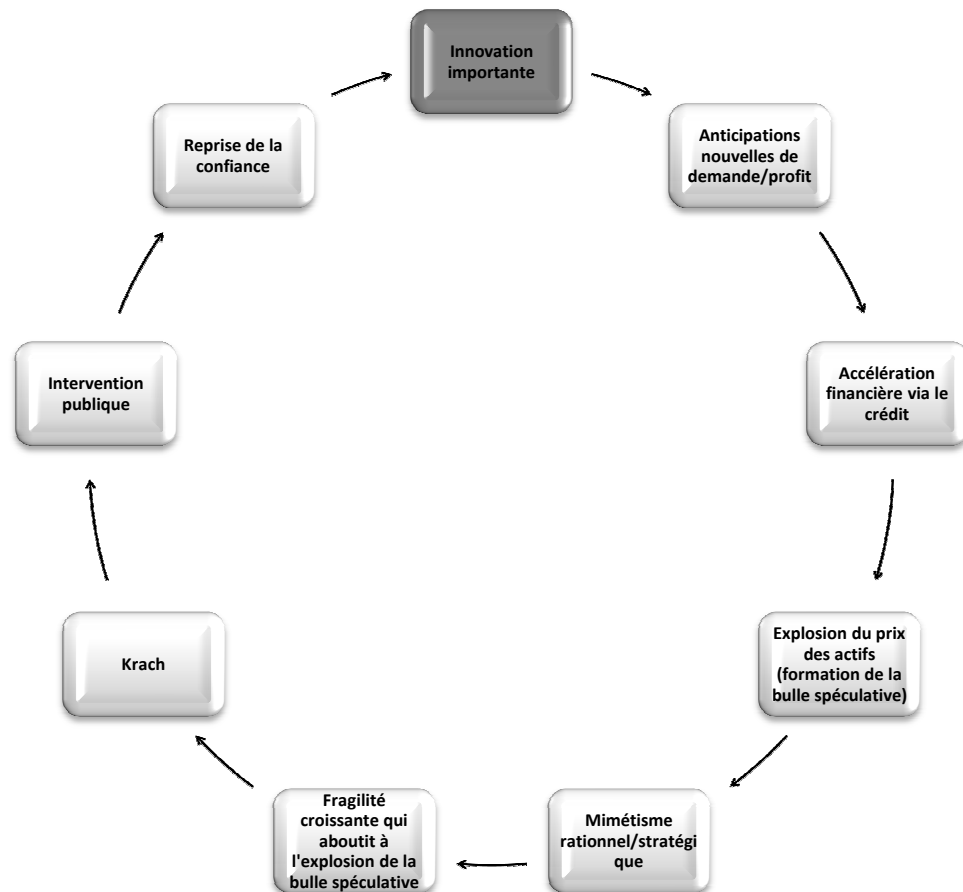 Innovation
importante
Anticipations
nouvelles de
demande/profit
Accélération
financière via le
crédit
Explosion du prix
des actifs
(formation de la
bulle spéculative)
Mimétisme
rationnel/stratégi
que
Fragilité
croissante qui
aboutit à
l'explosion de la
bulle spéculative
Krach
Intervention
publique
Reprise de la
confiance